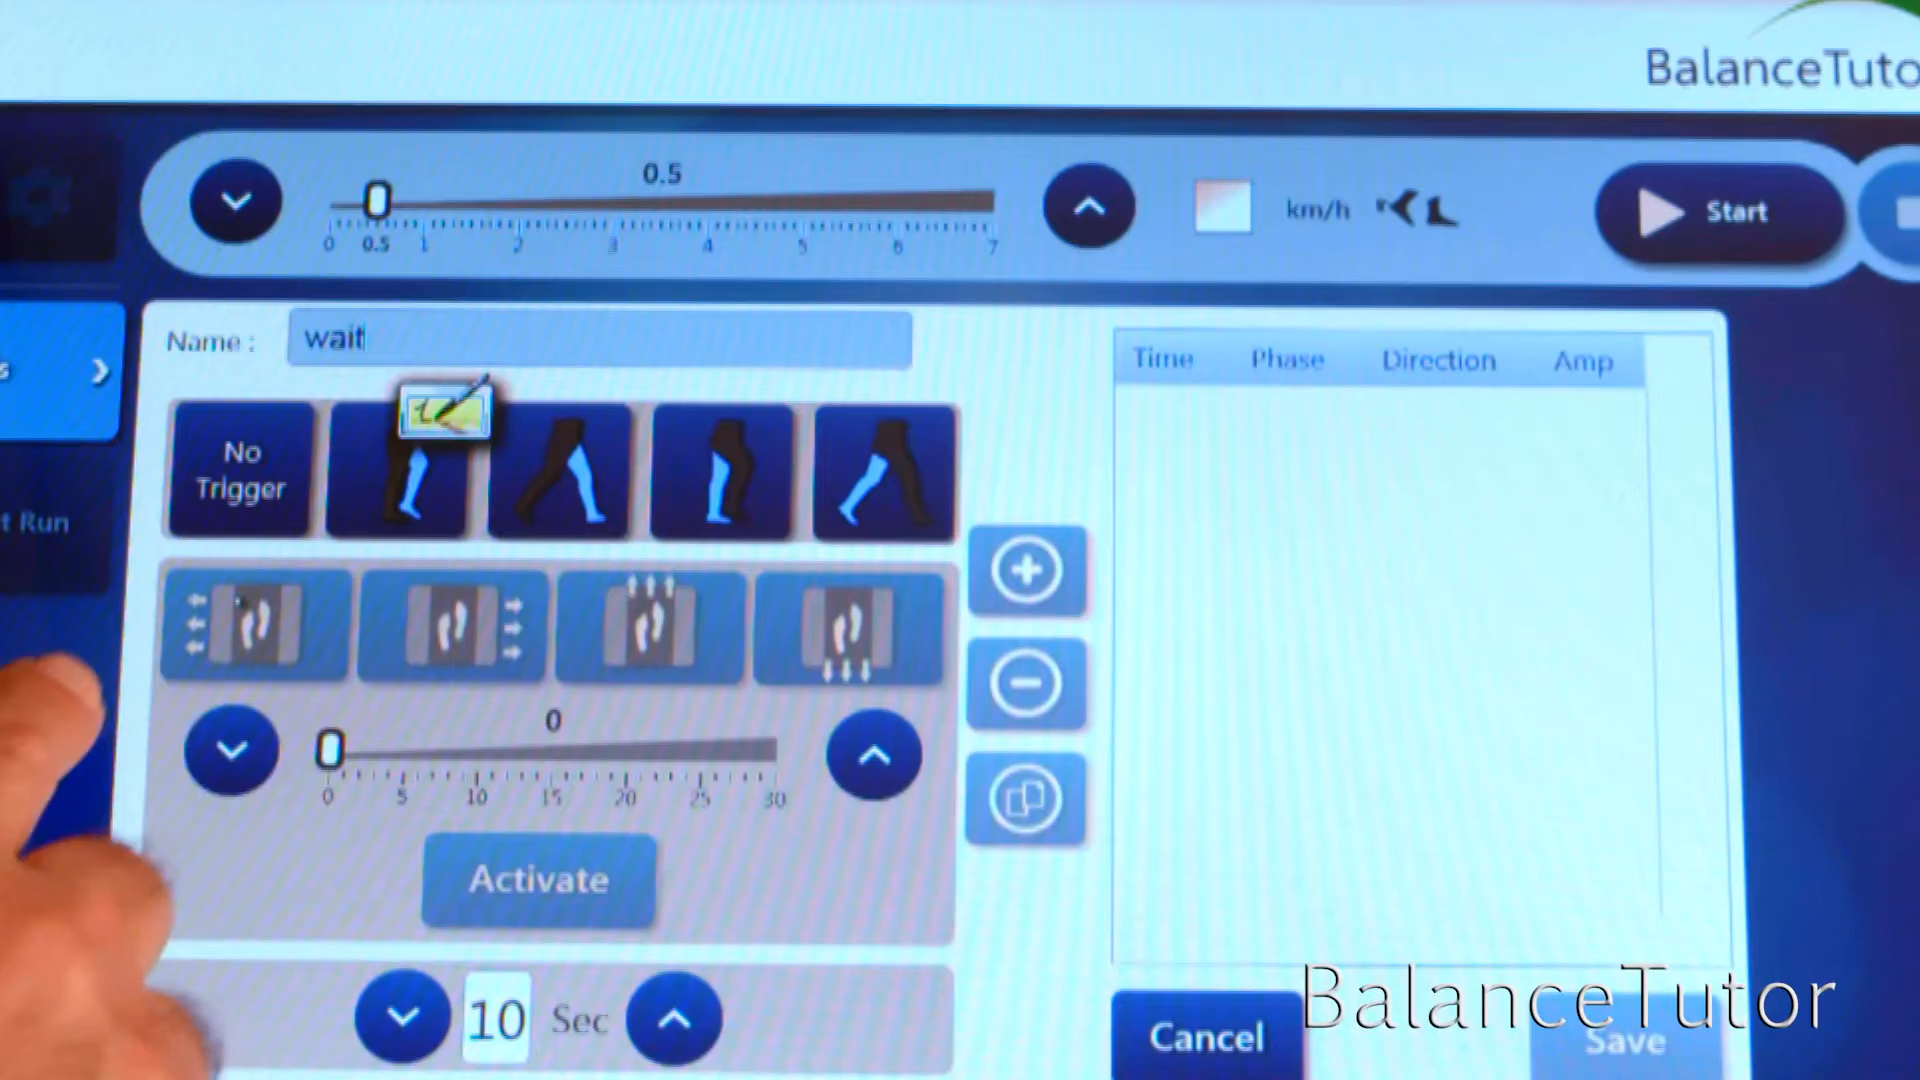 BalanceTuto
0.5
0 0.5 1 2 3 4 5 6 7
km/h
Start
Name :
wait
Time Phase Direction Amp
No
Trigger
t Run
0
0 5 10 15 20 25 30
Activate
10 Sec
Cancel
Save
BalanceTutor